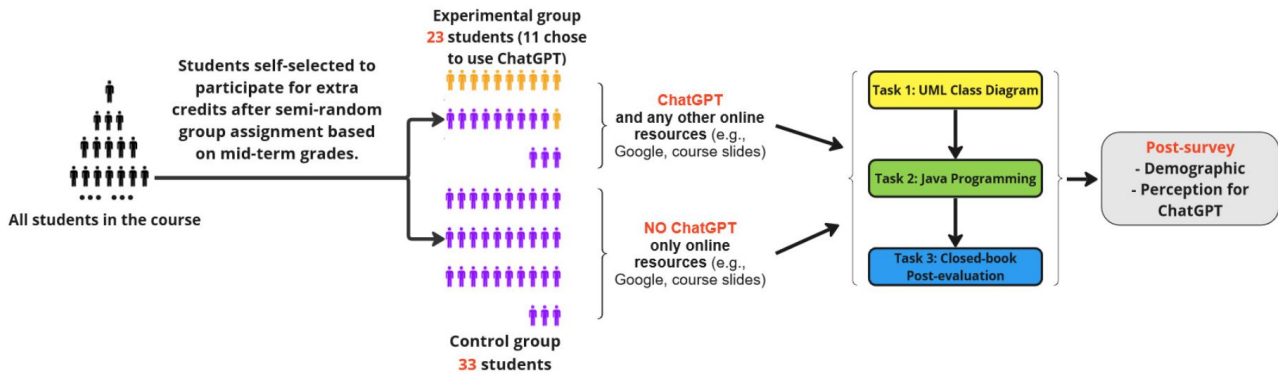 Students self-selected to
participate for extra
credits after semi-random
group assignment based
on mid-term grades.
All students in the course
Experimental group
23 students (11 chose
to use ChatGPT)
ChatGPT
and any other online
resources (e.g.,
Google, course slides)
NO ChatGPT
only online
resources (e.g.,
Google, course slides)
Control group
33 students
Task 1: UML Class Diagram
Task 2: Java Programming
Task 3: Closed-book
Post-evaluation
Post-survey
- Demographic
- Perception for
ChatGPT